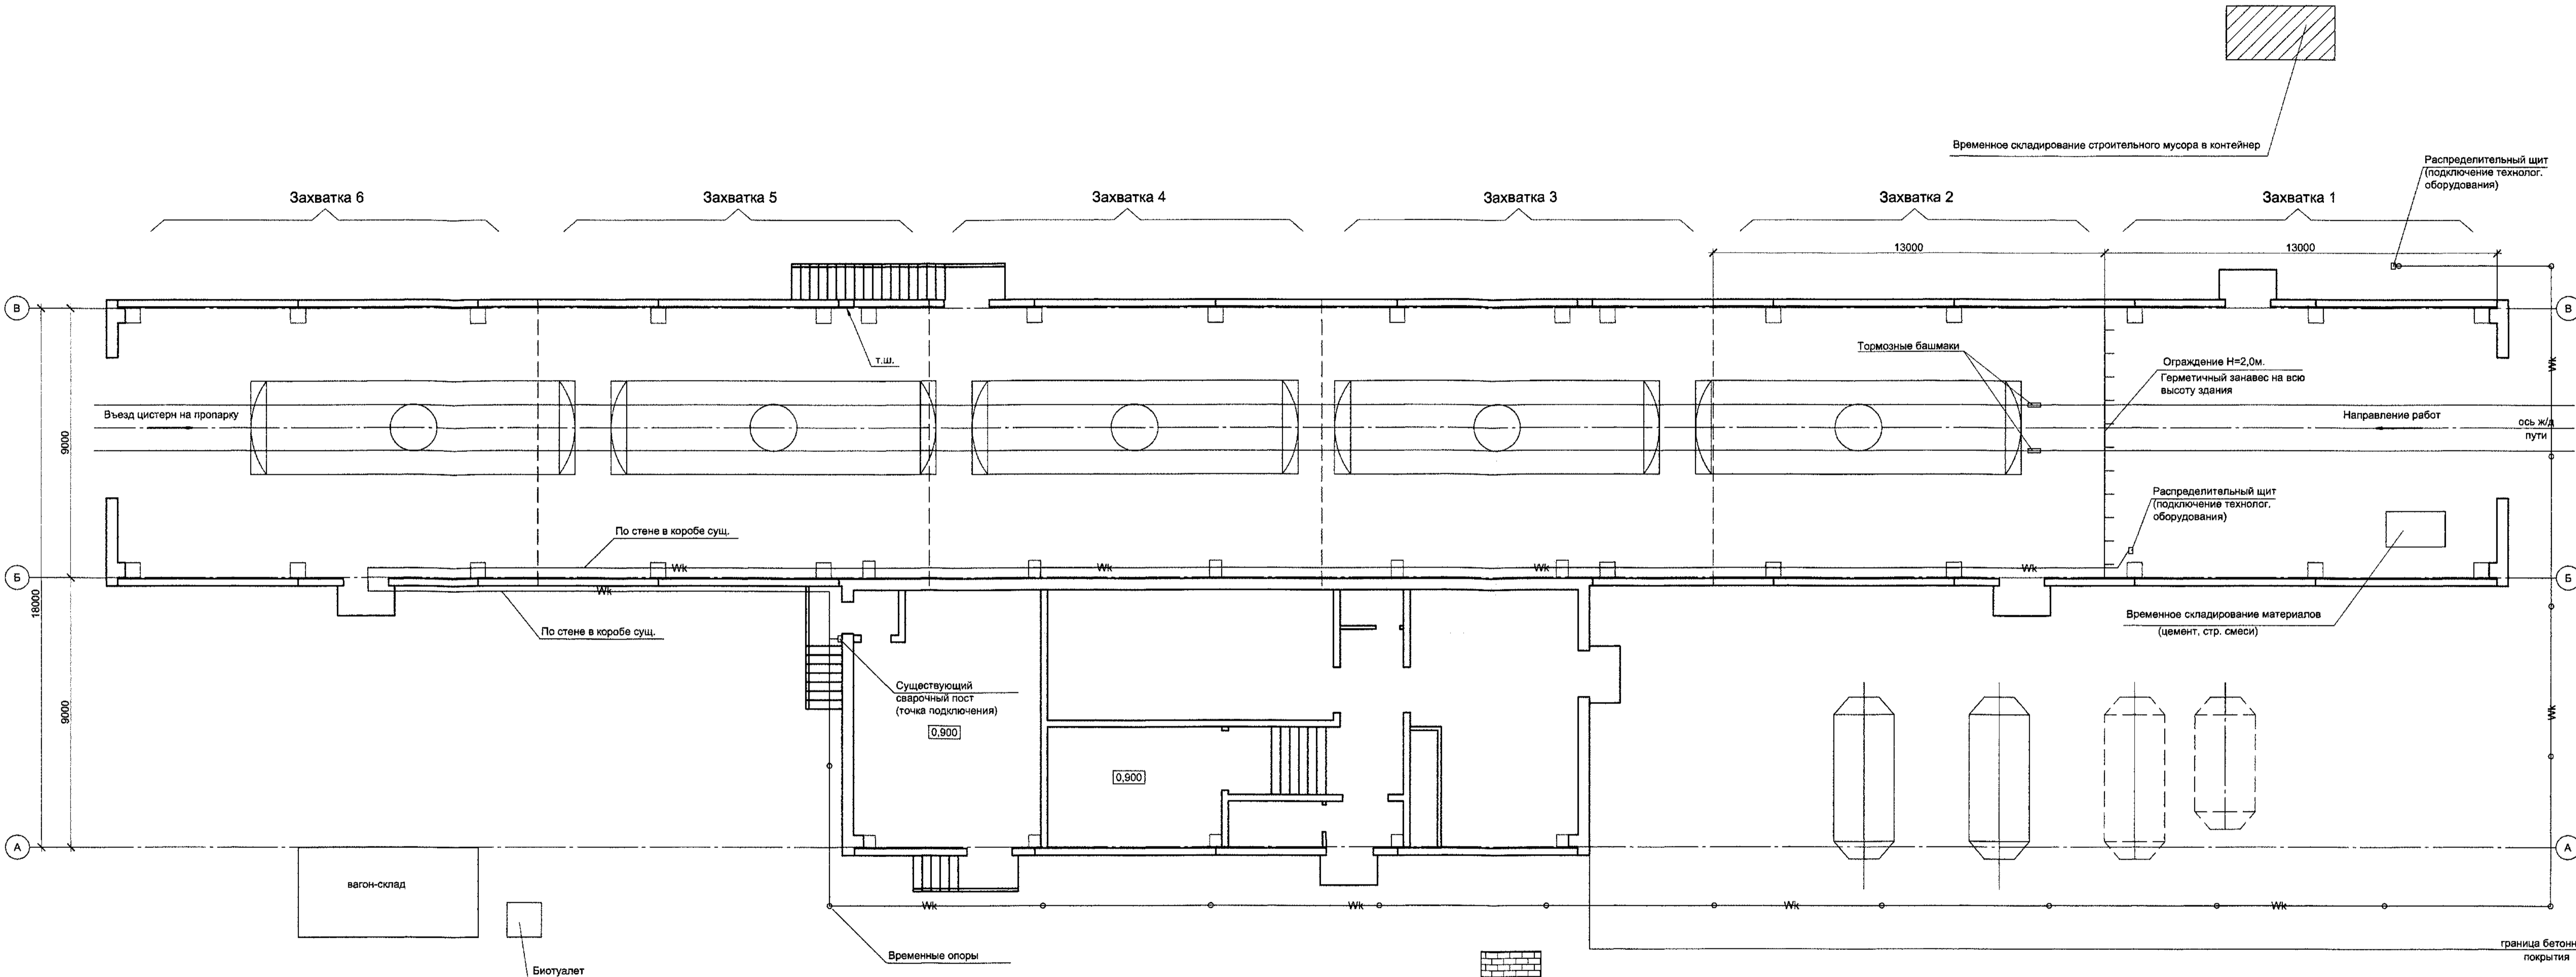 Временное складирование строительного мусора в контейнер
Распределительный щит
(подключение технолог.
оборудования)
Захватка 6
Захватка 5
Захватка 4
Захватка 3
Захватка 2
Захватка 1
13000
13000
В
В
т.ш.
Тормозные башмаки
Ограждение Н=2,0м.
Герметичный занавес на всю
высоту здания
Wk
Въезд цистерн на пропарку
Направление работ
ось ж/д
пути
9000
Распределительный щит
(подключение технолог.
оборудования)
По стене в коробе сущ.
Wk
Wk
Wk
Wk
Б
Б
Wk
18000
По стене в коробе сущ.
Временное складирование материалов
(цемент, стр. смеси)
Существующий
сварочный пост
(точка подключения)
0,900
9000
Wk
0,900
А
А
вагон-склад
Wk
Wk
Wk
Wk
Временные опоры
Биотуалет
граница бетонн
покрытия